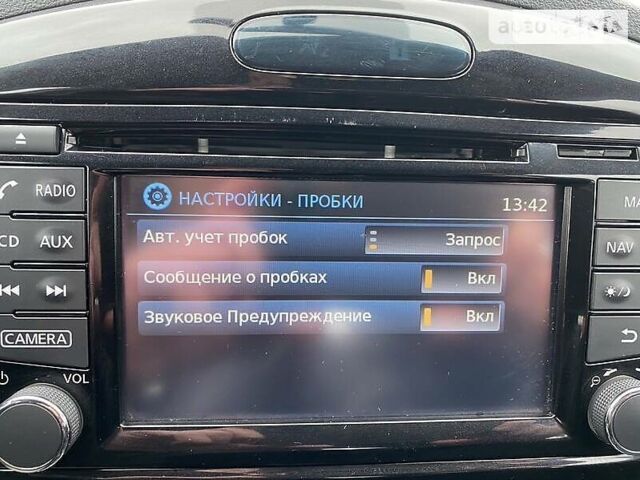 RADIO
CD
AUX
CAMERA
VOL
НАСТРОЙКИ - ПРОБКИ
13:42
Авт. учет пробок
Запрос
Сообщение о пробках
Вкл
Звуковое Предупреждение
Вкл
NAV